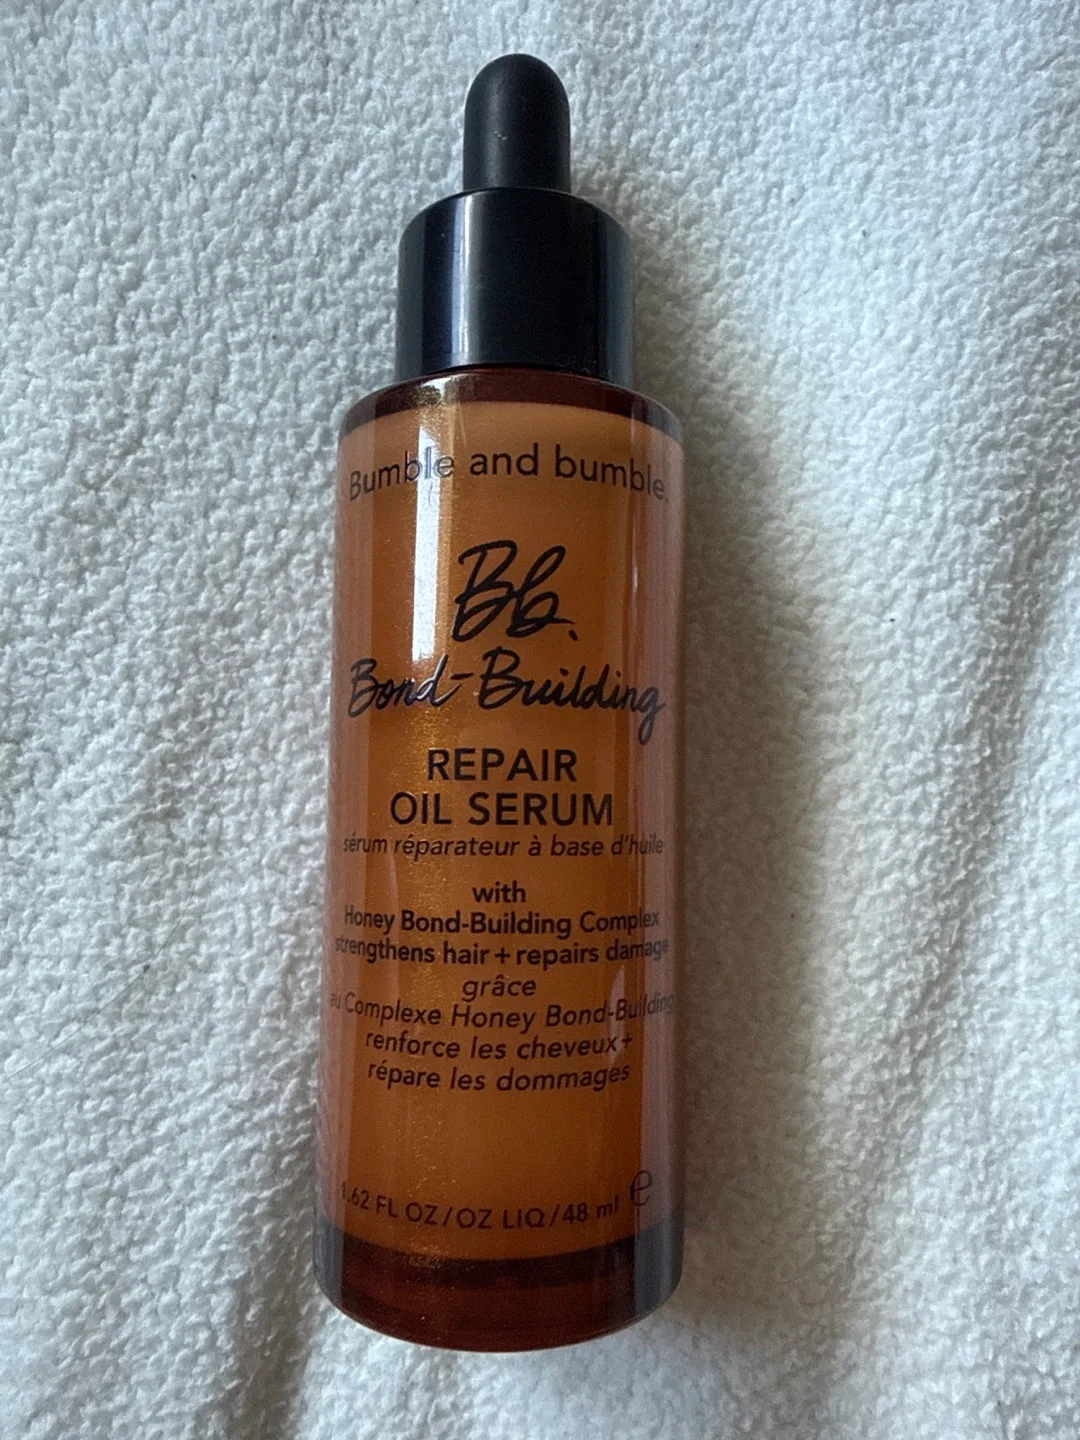 Bumble and bumble.
Bb.
Bond-Building
REPAIR
OIL SERUM
sérum réparateur à base d'huile
with
Honey Bond-Building Complex
strengthens hair + repairs damage
grâce
au Complexe Honey Bond-Building
renforce les cheveux +
répare les dommages
1.62 FL OZ/OZ LIQ/48 ml ℮